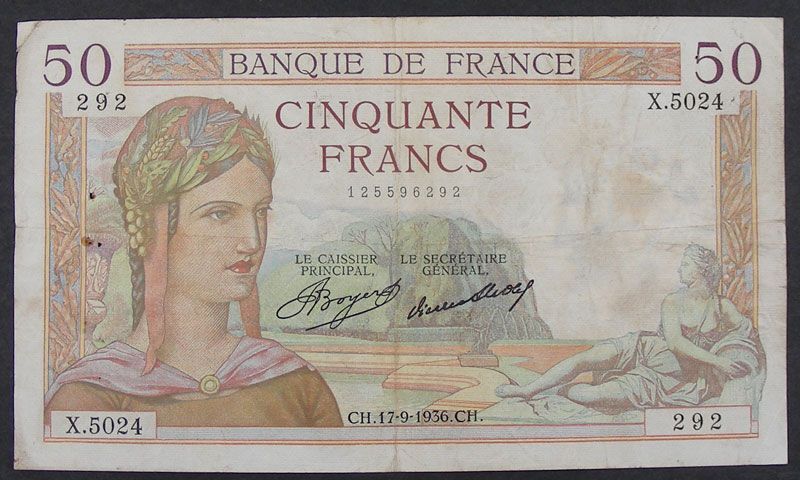 50 BANQUE DE FRANCE 50
292 X.5024
CINQUANTE
FRANCS
125596292
LE CAISSIER
PRINCIPAL,
LE SECRÉTAIRE
GÉNÉRAL,
X.5024 CH.17-9-1936.CH. 292